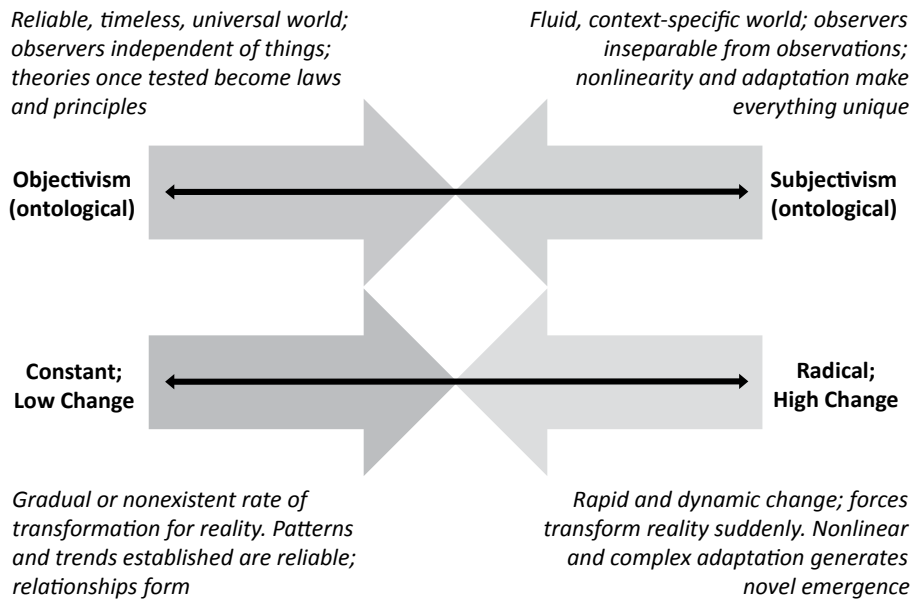 Reliable, timeless, universal world;
observers independent of things;
theories once tested become laws
and principles
Fluid, context-specific world; observers
inseparable from observations;
nonlinearity and adaptation make
everything unique
Objectivism
(ontological)
Subjectivism
(ontological)
Constant;
Low Change
Radical;
High Change
Gradual or nonexistent rate of
transformation for reality. Patterns
and trends established are reliable;
relationships form
Rapid and dynamic change; forces
transform reality suddenly. Nonlinear
and complex adaptation generates
novel emergence